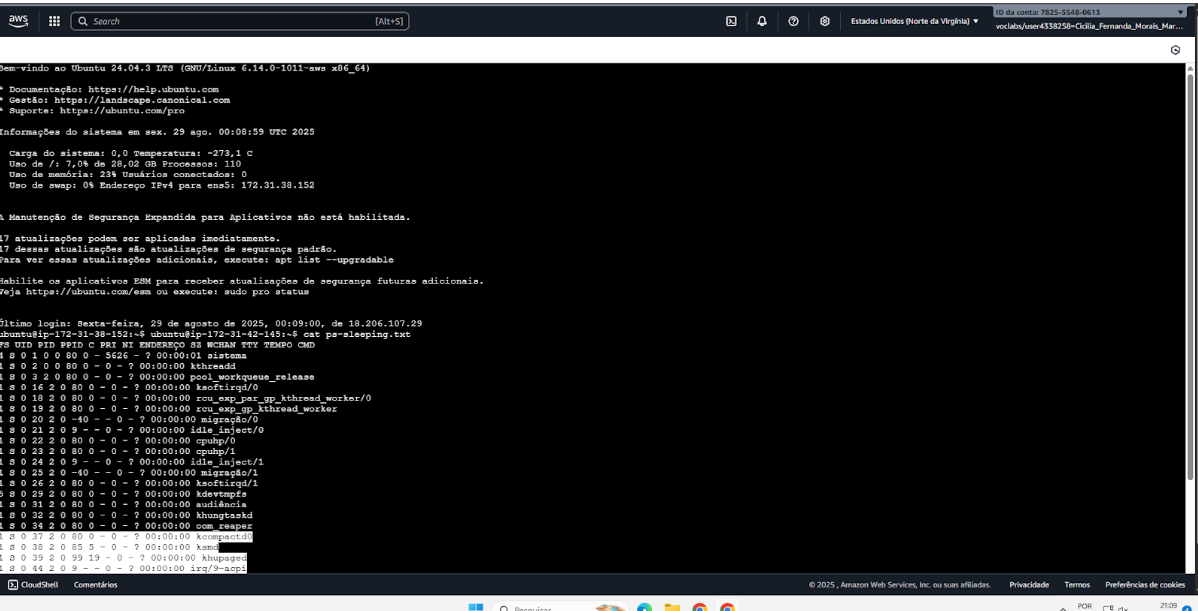 aws
Search
[Alt+S]
Estados Unidos (Norte da Virgínia)
ID da conta: 7825-5548-0613
voclabs/user4338258=Cicilia_Fernanda_Morais_Mar...
Bem-vindo ao Ubuntu 24.04.3 LTS (GNU/Linux 6.14.0-1011-aws x86_64)
* Documentação: https://help.ubuntu.com
* Gestão: https://landscape.canonical.com
* Suporte: https://ubuntu.com/pro
Informações do sistema em sex. 29 ago. 00:08:59 UTC 2025
Carga do sistema: 0,0 Temperatura: -273,1 C
Uso de /: 7,0% de 28,02 GB Processos: 110
Uso de memória: 23% Usuários conectados: 0
Uso de swap: 0% Endereço IPv4 para ens5: 172.31.38.152
A Manutenção de Segurança Expandida para Aplicativos não está habilitada.
17 atualizações podem ser aplicadas imediatamente.
17 dessas atualizações são atualizações de segurança padrão.
Para ver essas atualizações adicionais, execute: apt list --upgradable
Habilite os aplicativos ESM para receber atualizações de segurança futuras adicionais.
Veja https://ubuntu.com/esm ou execute: sudo pro status
Último login: Sexta-feira, 29 de agosto de 2025, 00:09:00, de 18.206.107.29
ubuntu@ip-172-31-38-152:~$ ubuntu@ip-172-31-42-145:~$ cat ps-sleeping.txt
FS UID PID PPID C PRI NI ENDEREÇO SZ WCHAN TTY TEMPO CMD
4 S 0 1 0 0 80 0 - 5626 - ? 00:00:01 sistema
1 S 0 2 0 0 80 0 - 0 - ? 00:00:00 kthreadd
1 S 0 3 2 0 80 0 - 0 - ? 00:00:00 pool_workqueue_release
1 S 0 16 2 0 80 0 - 0 - ? 00:00:00 ksoftirqd/0
1 S 0 18 2 0 80 0 - 0 - ? 00:00:00 rcu_exp_par_gp_kthread_worker/0
1 S 0 19 2 0 80 0 - 0 - ? 00:00:00 rcu_exp_gp_kthread_worker
1 S 0 20 2 0 -40 - - 0 - ? 00:00:00 migração/0
1 S 0 21 2 0 9 - - 0 - ? 00:00:00 idle_inject/0
1 S 0 22 2 0 80 0 - 0 - ? 00:00:00 cpuhp/0
1 S 0 23 2 0 80 0 - 0 - ? 00:00:00 cpuhp/1
1 S 0 24 2 0 9 - - 0 - ? 00:00:00 idle_inject/1
1 S 0 25 2 0 -40 - - 0 - ? 00:00:00 migração/1
1 S 0 26 2 0 80 0 - 0 - ? 00:00:00 ksoftirqd/1
5 S 0 29 2 0 80 0 - 0 - ? 00:00:00 kdevtmpfs
1 S 0 31 2 0 80 0 - 0 - ? 00:00:00 audiência
1 S 0 32 2 0 80 0 - 0 - ? 00:00:00 khungtaskd
1 S 0 34 2 0 80 0 - 0 - ? 00:00:00 oom_reaper
1 S 0 37 2 0 80 0 - 0 - ? 00:00:00 kcompactd0
1 S 0 38 2 0 85 5 - 0 - ? 00:00:00 ksmd
1 S 0 39 2 0 99 19 - 0 - ? 00:00:00 khupaged
1 S 0 44 2 0 9 - - 0 - ? 00:00:00 irq/9-acpi
CloudShell Comentários
© 2025 , Amazon Web Services, Inc. ou suas afiliadas. Privacidade Termos Preferências de cookies
Pesquisar
POR
21:09